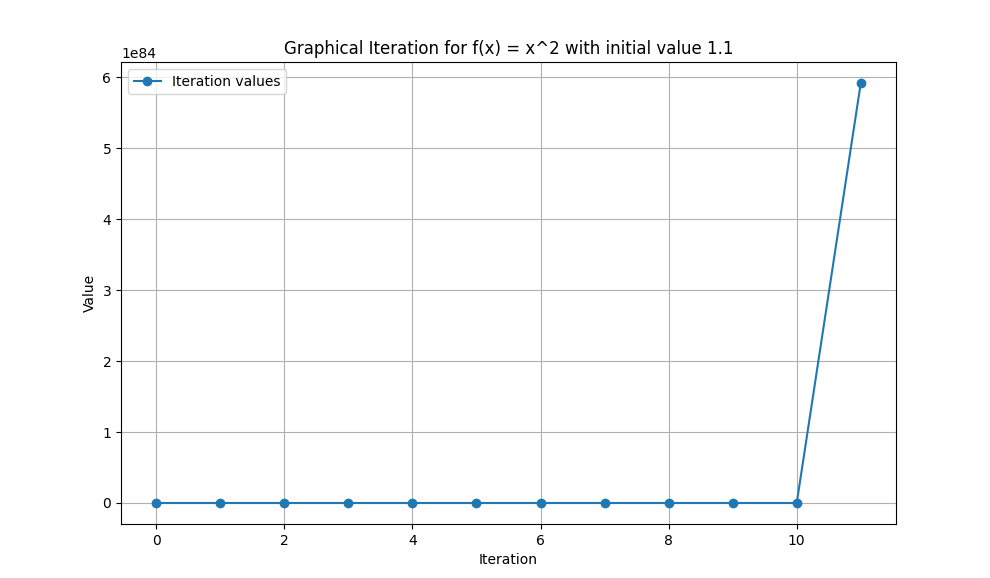 Graphical Iteration for f(x) = x^2 with initial value 1.1
1e84
Iteration values
6
5
4
3
2
1
0
Value
0 2 4 6 8 10
Iteration